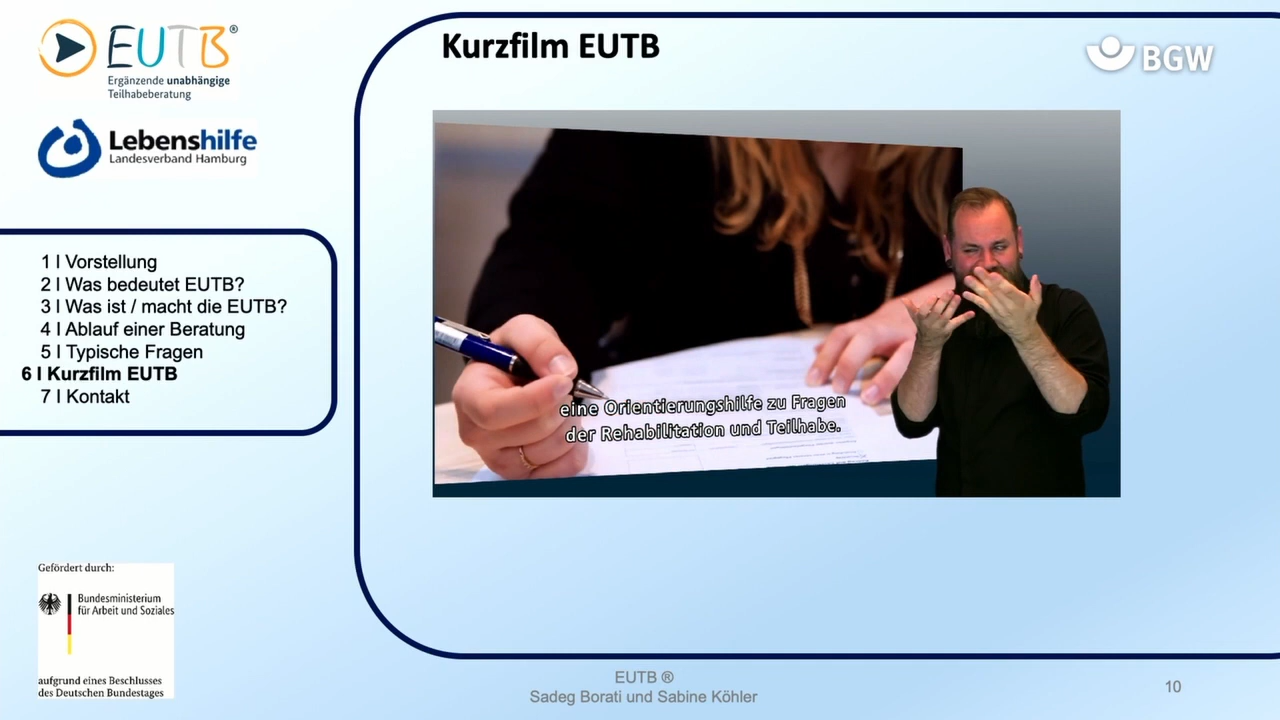 EUTB®
Ergänzende unabhängige
Teilhabeberatung
Lebenshilfe
Landesverband Hamburg
1 I Vorstellung
2 I Was bedeutet EUTB?
3 I Was ist / macht die EUTB?
4 I Ablauf einer Beratung
5 I Typische Fragen
6 I Kurzfilm EUTB
7 I Kontakt
Gefördert durch:
Bundesministerium
für Arbeit und Soziales
aufgrund eines Beschlusses
des Deutschen Bundestages
Kurzfilm EUTB
BGW
eine Orientierungshilfe zu Fragen
der Rehabilitation und Teilhabe.
EUTB ®
Sadeg Borati und Sabine Köhler
10